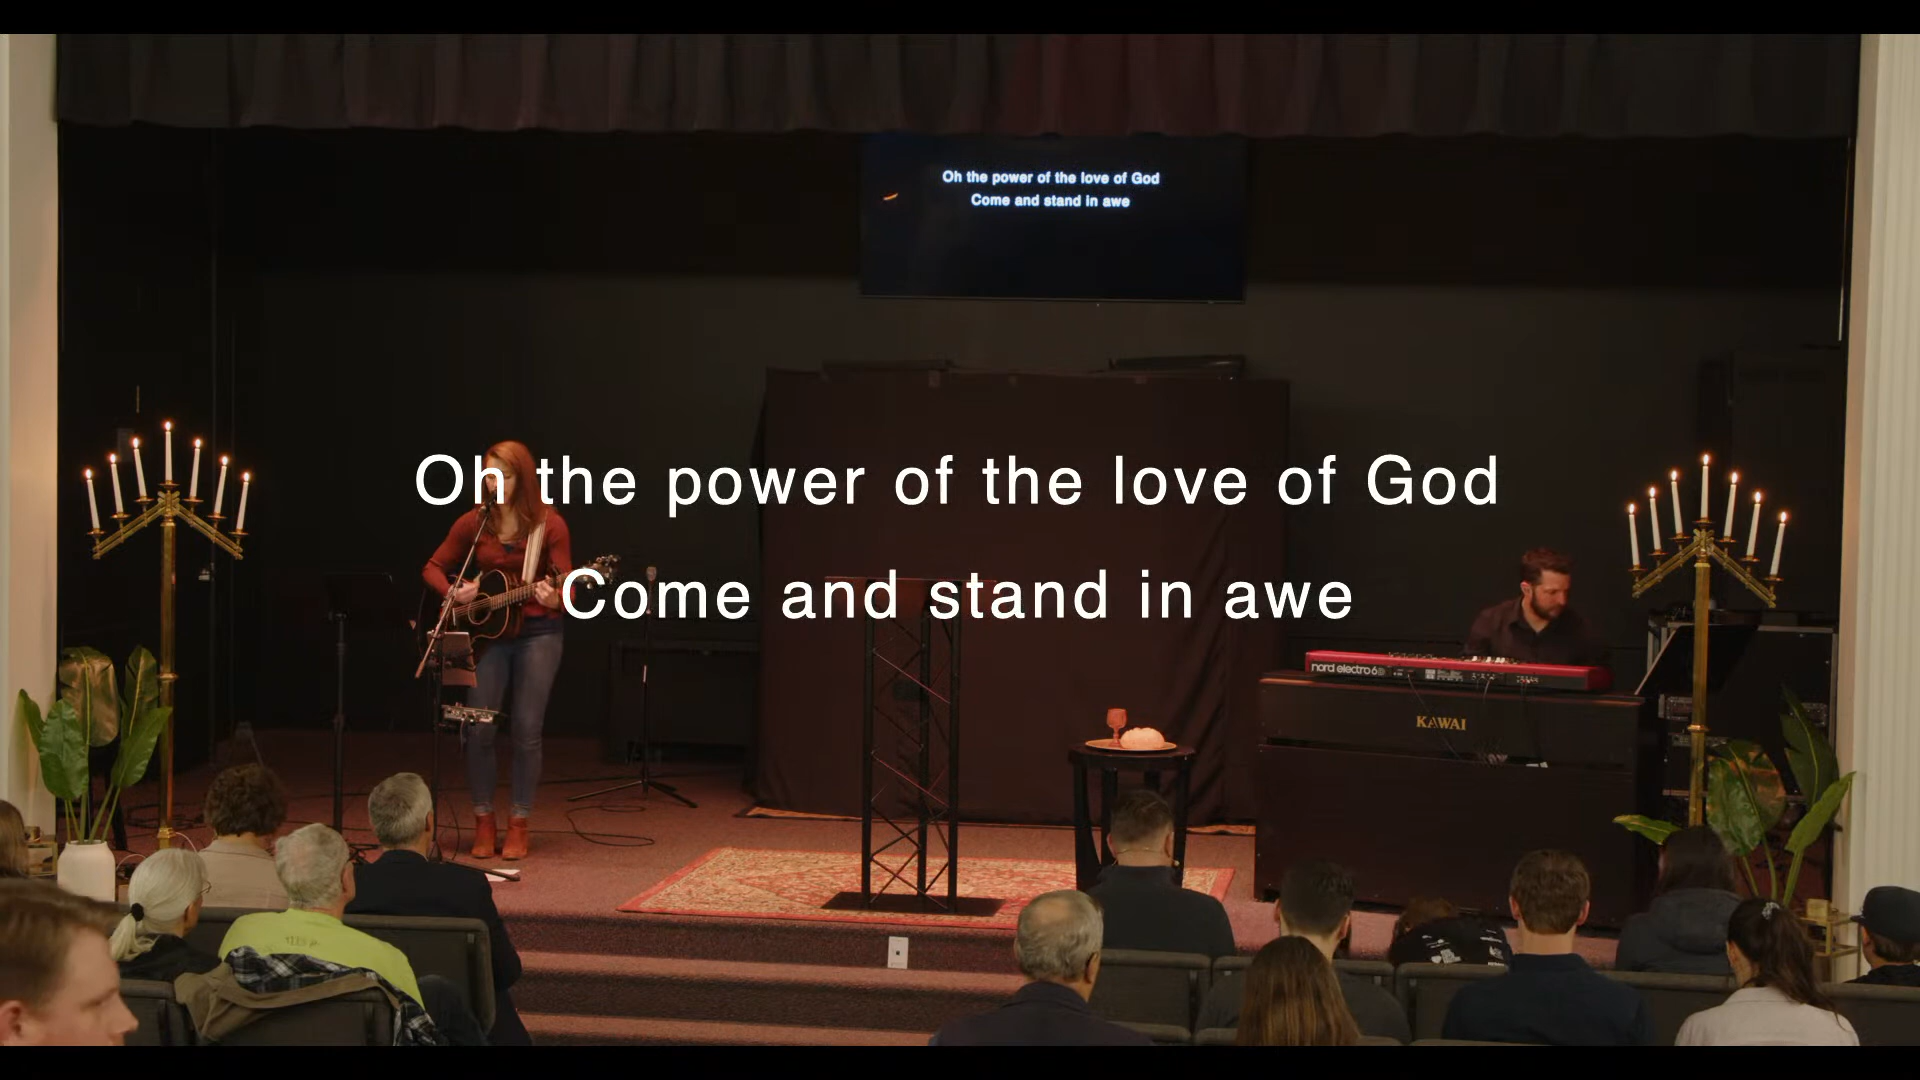 Oh the power of the love of God
Come and stand in awe
Oh the power of the love of God
Come and stand in awe
nord electro 6D
KAWAI